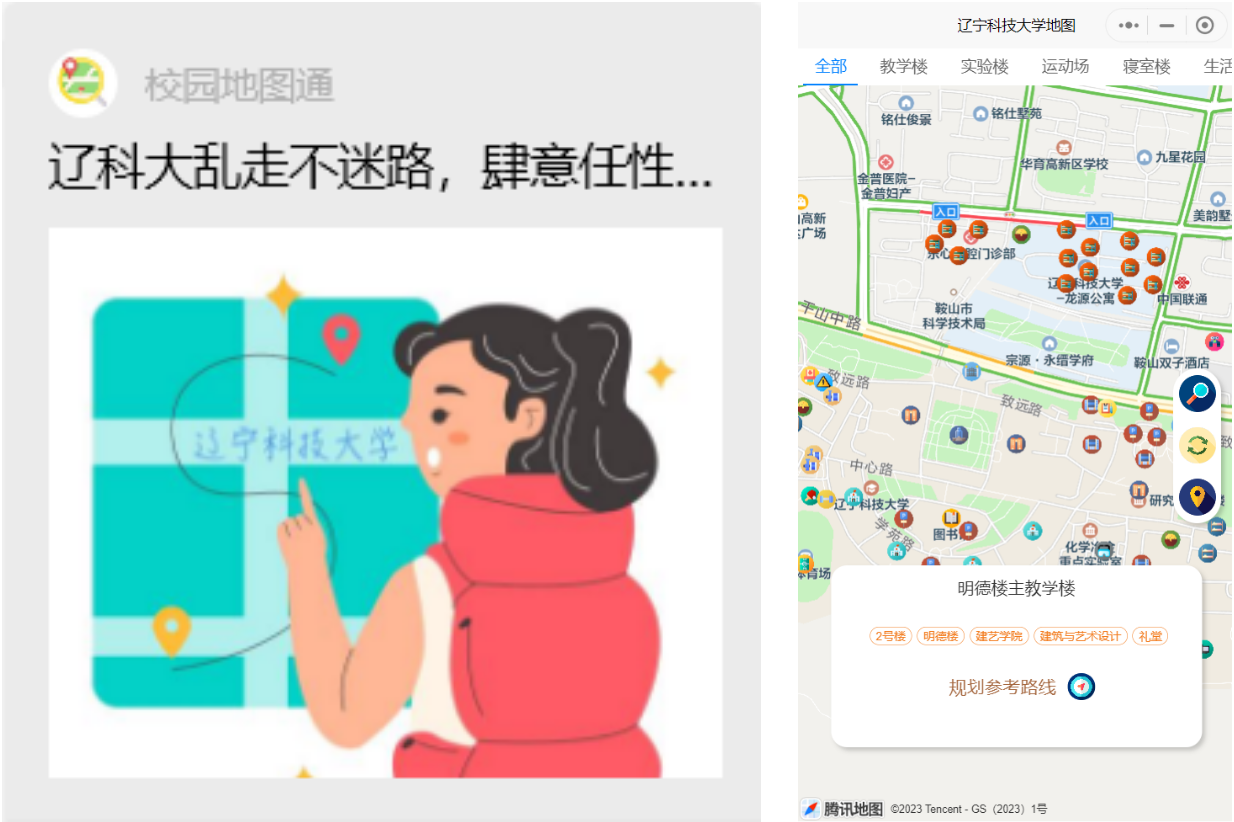 校园地图通
辽科大乱走不迷路，肆意任性...
辽宁科技大学
辽宁科技大学地图
全部 教学楼 实验楼 运动场 寝室楼 生活
铭仕俊景
铭仕墅苑
华育高新区学校
九星花园
金普医院-
金普妇产
美韵墅
高新
广场
入口
入口
腔门诊部
辽宁科技大学
-龙源公寓
中国联通
鞍山市
科学技术局
千山中路
宗源·永缙学府
鞍山双子酒店
致远路
致远路
致
中心路
辽宁科技大学
研究
学苑路
图书
化学冶金
重点实验室
体育场
明德楼主教学楼
2号楼 明德楼 建艺学院 建筑与艺术设计 礼堂
规划参考路线
腾讯地图 ©2023 Tencent - GS（2023）1号